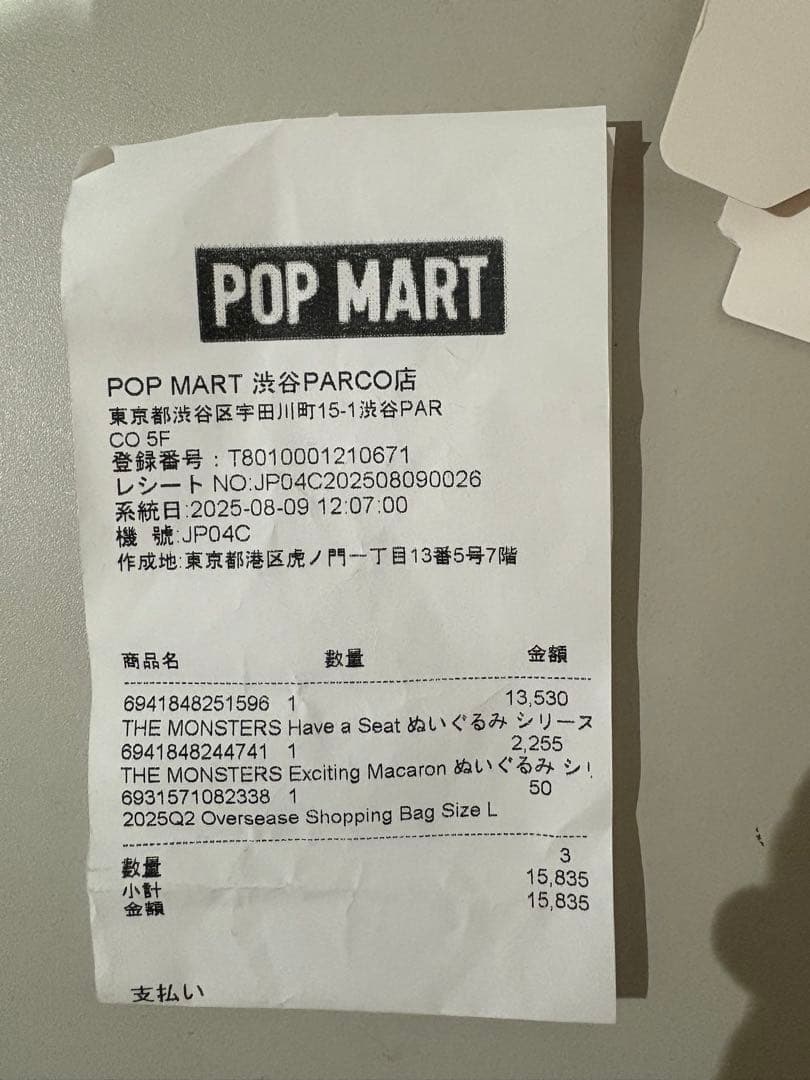 POP MART
POP MART 渋谷PARCO店
東京都渋谷区宇田川町15-1渋谷PAR
CO 5F
登録番号：T8010001210671
レシート NO:JP04C202508090026
系統日:2025-08-09 12:07:00
機 號:JP04C
作成地:東京都港区虎ノ門一丁目13番5号7階
商品名 數量 金額
6941848251596 1 13,530
THE MONSTERS Have a Seat ぬいぐるみ シリーズ
6941848244741 1 2,255
THE MONSTERS Exciting Macaron ぬいぐるみ シリ
6931571082338 1 50
2025Q2 Oversease Shopping Bag Size L
數量 3
小計 15,835
金額 15,835
支払い